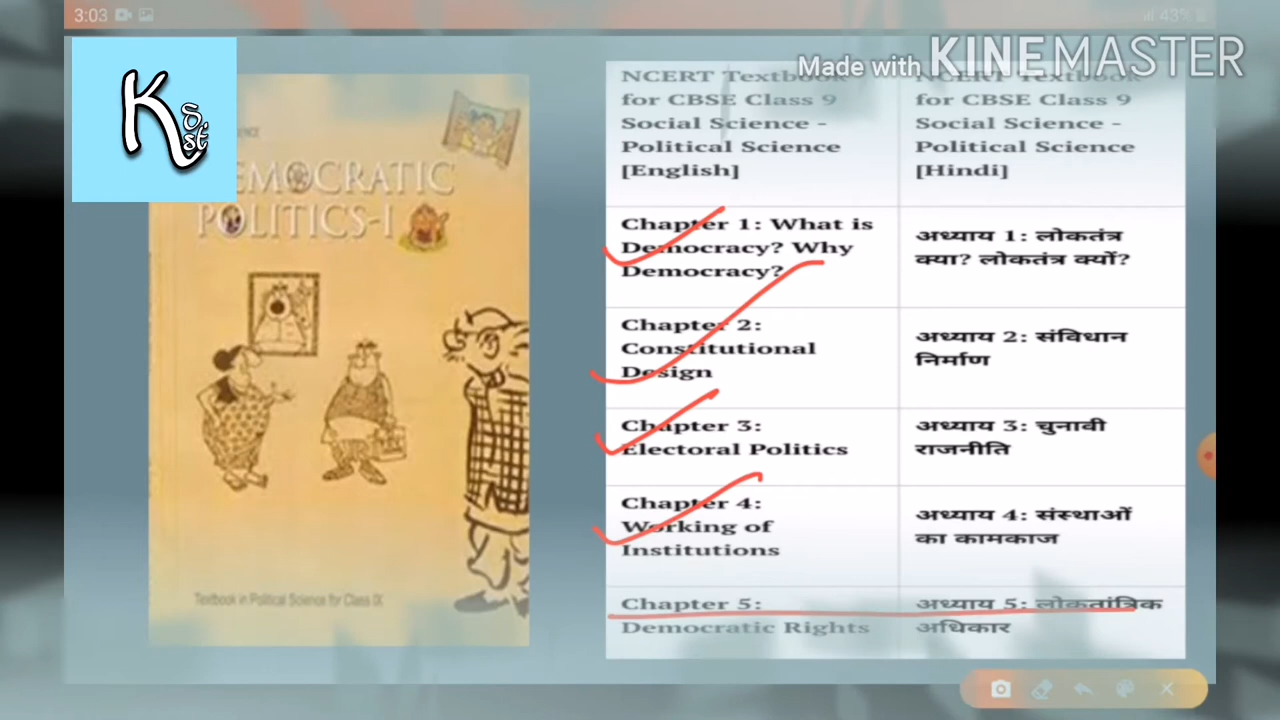 3:03
43%
Made with KINEMASTER
K
DEMOCRATIC
POLITICS-I
Textbook in Political Science for Class IX
NCERT Textbook
for CBSE Class 9
Social Science -
Political Science
[English]
NCERT Textbook
for CBSE Class 9
Social Science -
Political Science
[Hindi]
Chapter 1: What is
Democracy? Why
Democracy?
अध्याय 1: लोकतंत्र
क्या? लोकतंत्र क्यों?
Chapter 2:
Constitutional
Design
अध्याय 2: संविधान
निर्माण
Chapter 3:
Electoral Politics
अध्याय 3: चुनावी
राजनीति
Chapter 4:
Working of
Institutions
अध्याय 4: संस्थाओं
का कामकाज
Chapter 5:
Democratic Rights
अध्याय 5: लोकतांत्रिक
अधिकार